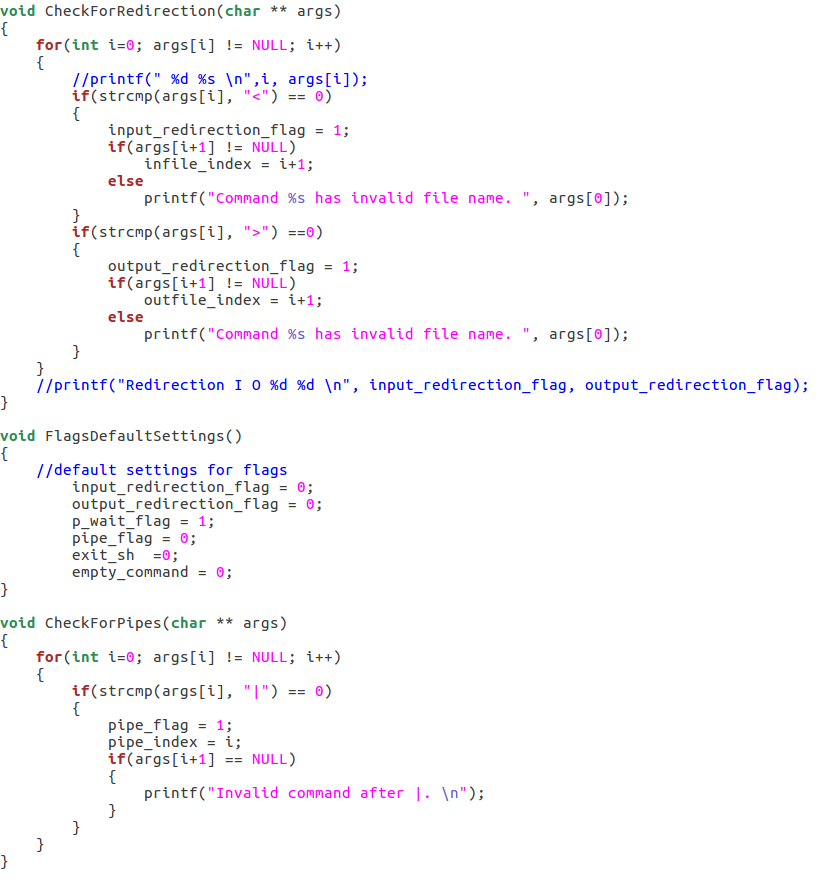 void CheckForRedirection(char ** args)
{
    for(int i=0; args[i] != NULL; i++)
    {
        //printf(" %d %s \n",i, args[i]);
        if(strcmp(args[i], "<") == 0)
        {
            input_redirection_flag = 1;
            if(args[i+1] != NULL)
                infile_index = i+1;
            else
                printf("Command %s has invalid file name. ", args[0]);
        }
        if(strcmp(args[i], ">") ==0)
        {
            output_redirection_flag = 1;
            if(args[i+1] != NULL)
                outfile_index = i+1;
            else
                printf("Command %s has invalid file name. ", args[0]);
        }
    }
    //printf("Redirection I O %d %d \n", input_redirection_flag, output_redirection_flag);
}

void FlagsDefaultSettings()
{
    //default settings for flags
        input_redirection_flag = 0;
        output_redirection_flag = 0;
        p_wait_flag = 1;
        pipe_flag = 0;
        exit_sh  =0;
        empty_command = 0;
}

void CheckForPipes(char ** args)
{
    for(int i=0; args[i] != NULL; i++)
    {
        if(strcmp(args[i], "|") == 0)
        {
            pipe_flag = 1;
            pipe_index = i;
            if(args[i+1] == NULL)
            {
                printf("Invalid command after |. \n");
            }
        }
    }
}